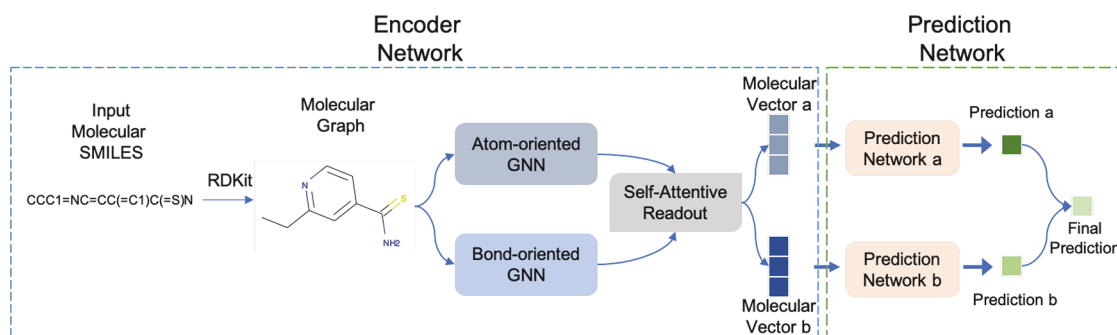 Encoder
Network
Prediction
Network
Input
Molecular
SMILES
CCC1=NC=CC(=C1)C(=S)N
RDKit
Molecular
Graph
N
S
NH2
Atom-oriented
GNN
Bond-oriented
GNN
Self-Attentive
Readout
Molecular
Vector a
Molecular
Vector b
Prediction
Network a
Prediction
Network b
Prediction a
Prediction b
Final
Prediction